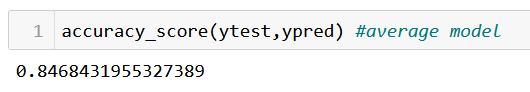 1 accuracy_score(ytest,ypred) #average model
0.8468431955327389